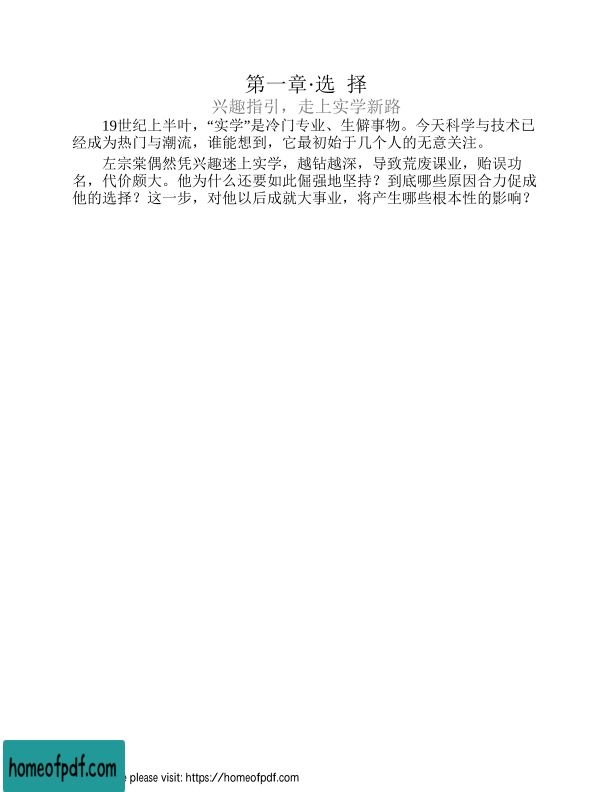 第一章·选 择
兴趣指引，走上实学新路
19世纪上半叶，“实学”是冷门专业、生僻事物。今天科学与技术已
经成为热门与潮流，谁能想到，它最初始于几个人的无意关注。
左宗棠偶然凭兴趣迷上实学，越钻越深，导致荒废课业，贻误功
名，代价颇大。他为什么还要如此倔强地坚持？到底哪些原因合力促成
他的选择？这一步，对他以后成就大事业，将产生哪些根本性的影响？
homeofpdf.com
please visit: https://homeofpdf.com